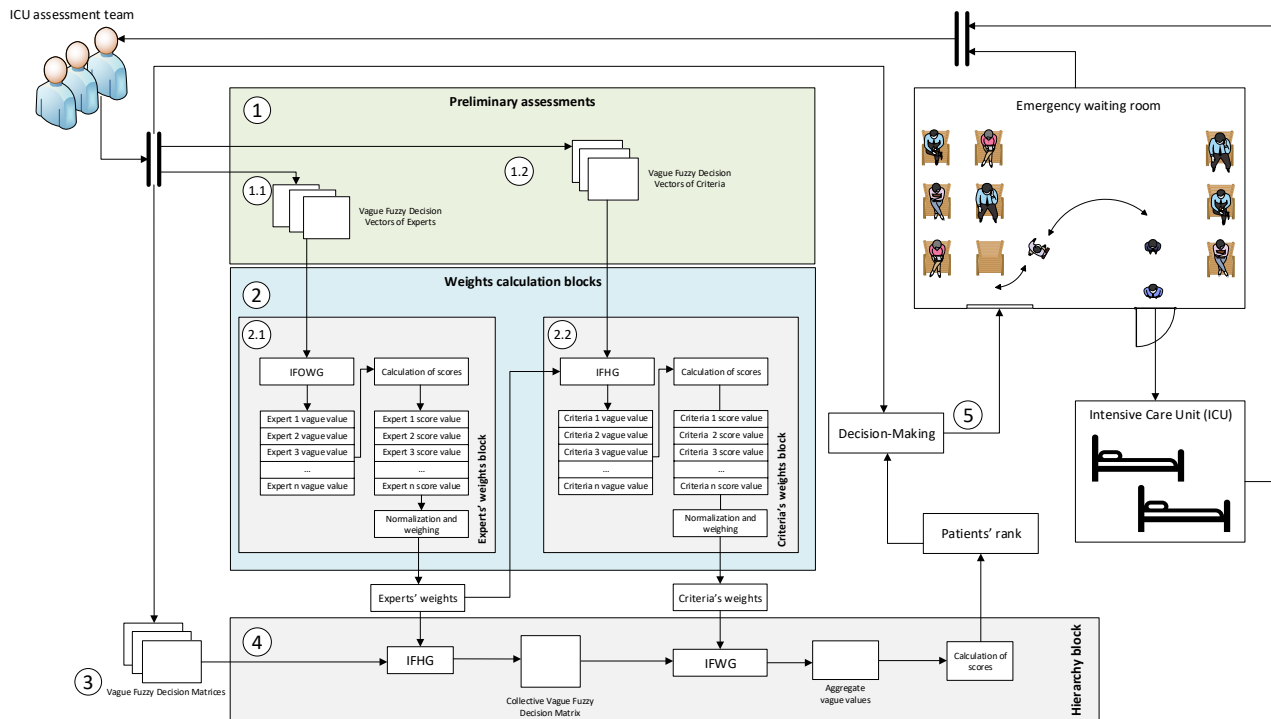 ICU assessment team
1
Preliminary assessments
1.1
Vague Fuzzy Decision
Vectors of Experts
1.2
Vague Fuzzy Decision
Vectors of Criteria
Emergency waiting room
2
Weights calculation blocks
2.1
IFOWG
Calculation of scores
Expert 1 vague value
Expert 2 vague value
Expert 3 vague value
...
Expert n vague value
Expert 1 score value
Expert 2 score value
Expert 3 score value
...
Expert n score value
Normalization and
weighing
Experts' weights block
2.2
IFHG
Calculation of scores
Criteria 1 vague value
Criteria 2 vague value
Criteria 3 vague value
...
Criteria n vague value
Criteria 1 score value
Criteria 2 score value
Criteria 3 score value
...
Criteria n score value
Normalization and
weighing
Criteria's weights block
Decision-Making
5
Intensive Care Unit (ICU)
Patients' rank
Experts' weights
Criteria's weights
3
Vague Fuzzy Decision Matrices
4
IFHG
Collective Vague Fuzzy
Decision Matrix
IFWG
Aggregate
vague values
Calculation of
scores
Hierarchy block